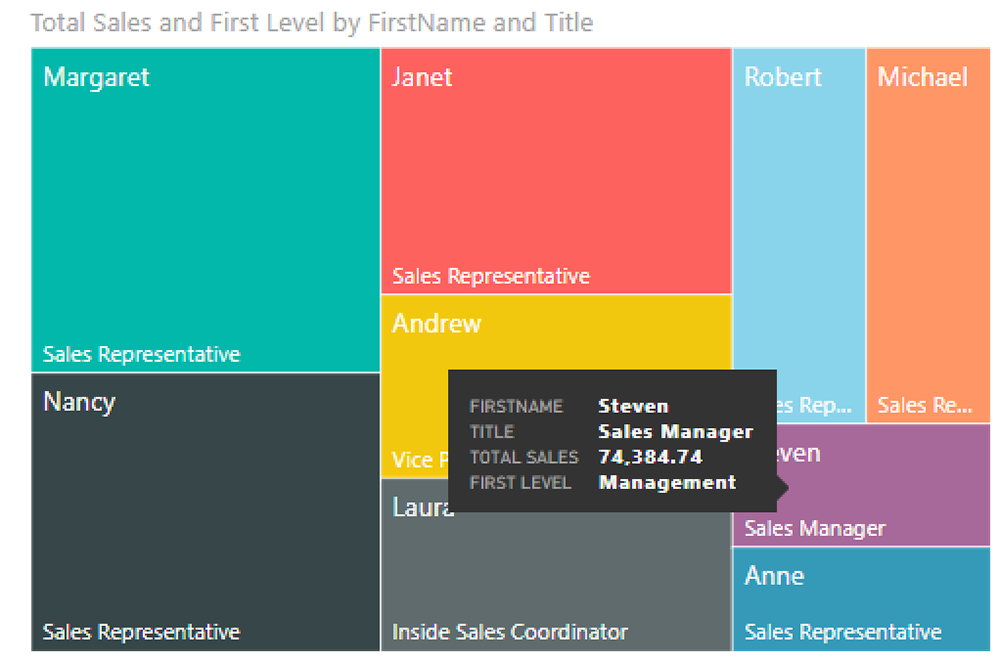 Total Sales and First Level by FirstName and Title
Margaret
Sales Representative
Nancy
Sales Representative
Janet
Sales Representative
Andrew
Vice
Laura
Inside Sales Coordinator
Robert
Rep...
Michael
Sales Re...
FIRSTNAME Steven
TITLE Sales Manager
TOTAL SALES 74,384.74
FIRST LEVEL Management
Sales Manager
Anne
Sales Representative